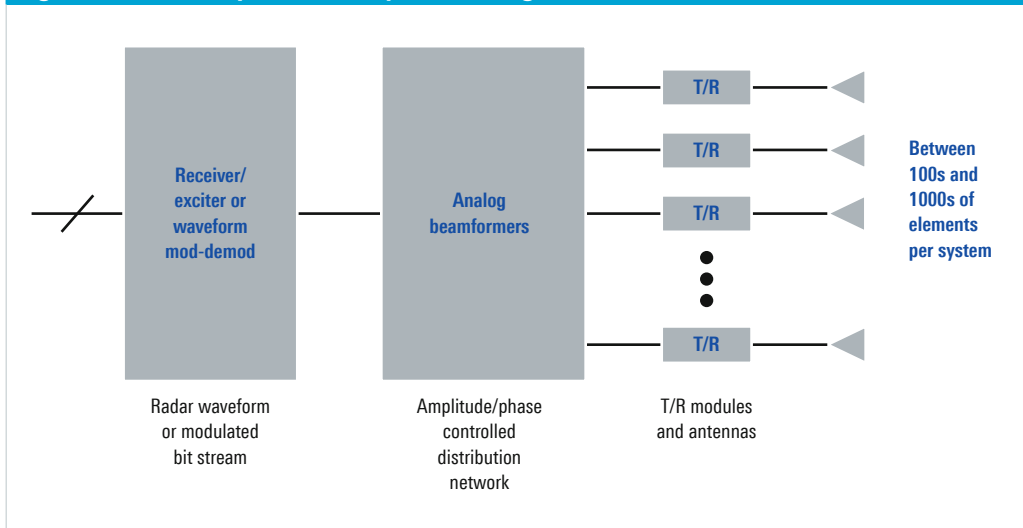 Receiver/
exciter or
waveform
mod-demod
Analog
beamformers
T/R
T/R
T/R
T/R
Between
100s and
1000s of
elements
per system
Radar waveform
or modulated
bit stream
Amplitude/phase
controlled
distribution
network
T/R modules
and antennas